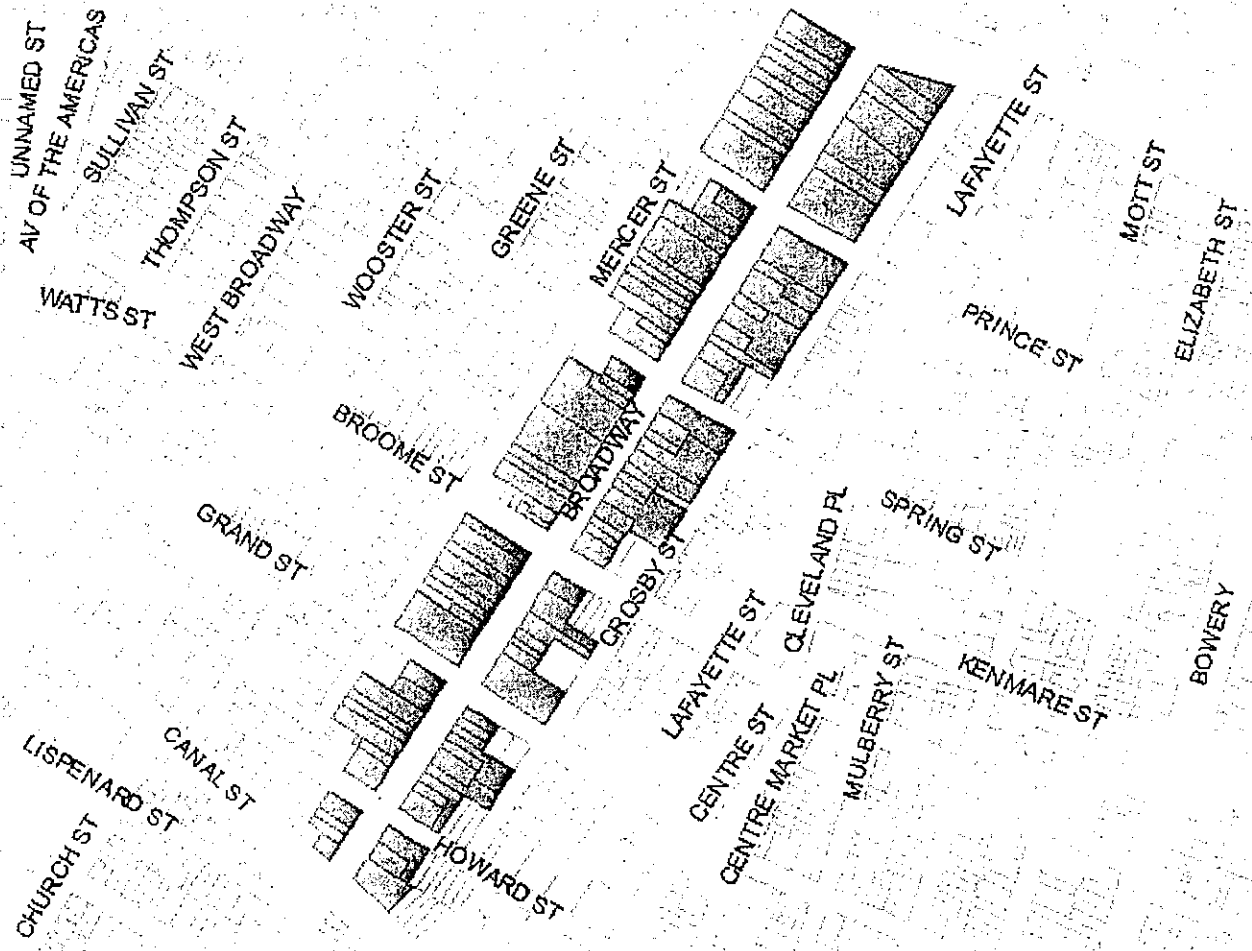 UNNAMED ST
AV OF THE AMERICAS
SULLIVAN ST
THOMPSON ST
WATTS ST
WEST BROADWAY
WOOSTER ST
GREENE ST
MERCER ST
LAFAYETTE ST
MOTT ST
ELIZABETH ST
PRINCE ST
BROOME ST
BROADWAY
GRAND ST
CROSBY ST
CLEVELAND PL
SPRING ST
LAFAYETTE ST
KENMARE ST
BOWERY
CANAL ST
LISPENARD ST
CENTRE ST
CENTRE MARKET PL
MULBERRY ST
CHURCH ST
HOWARD ST